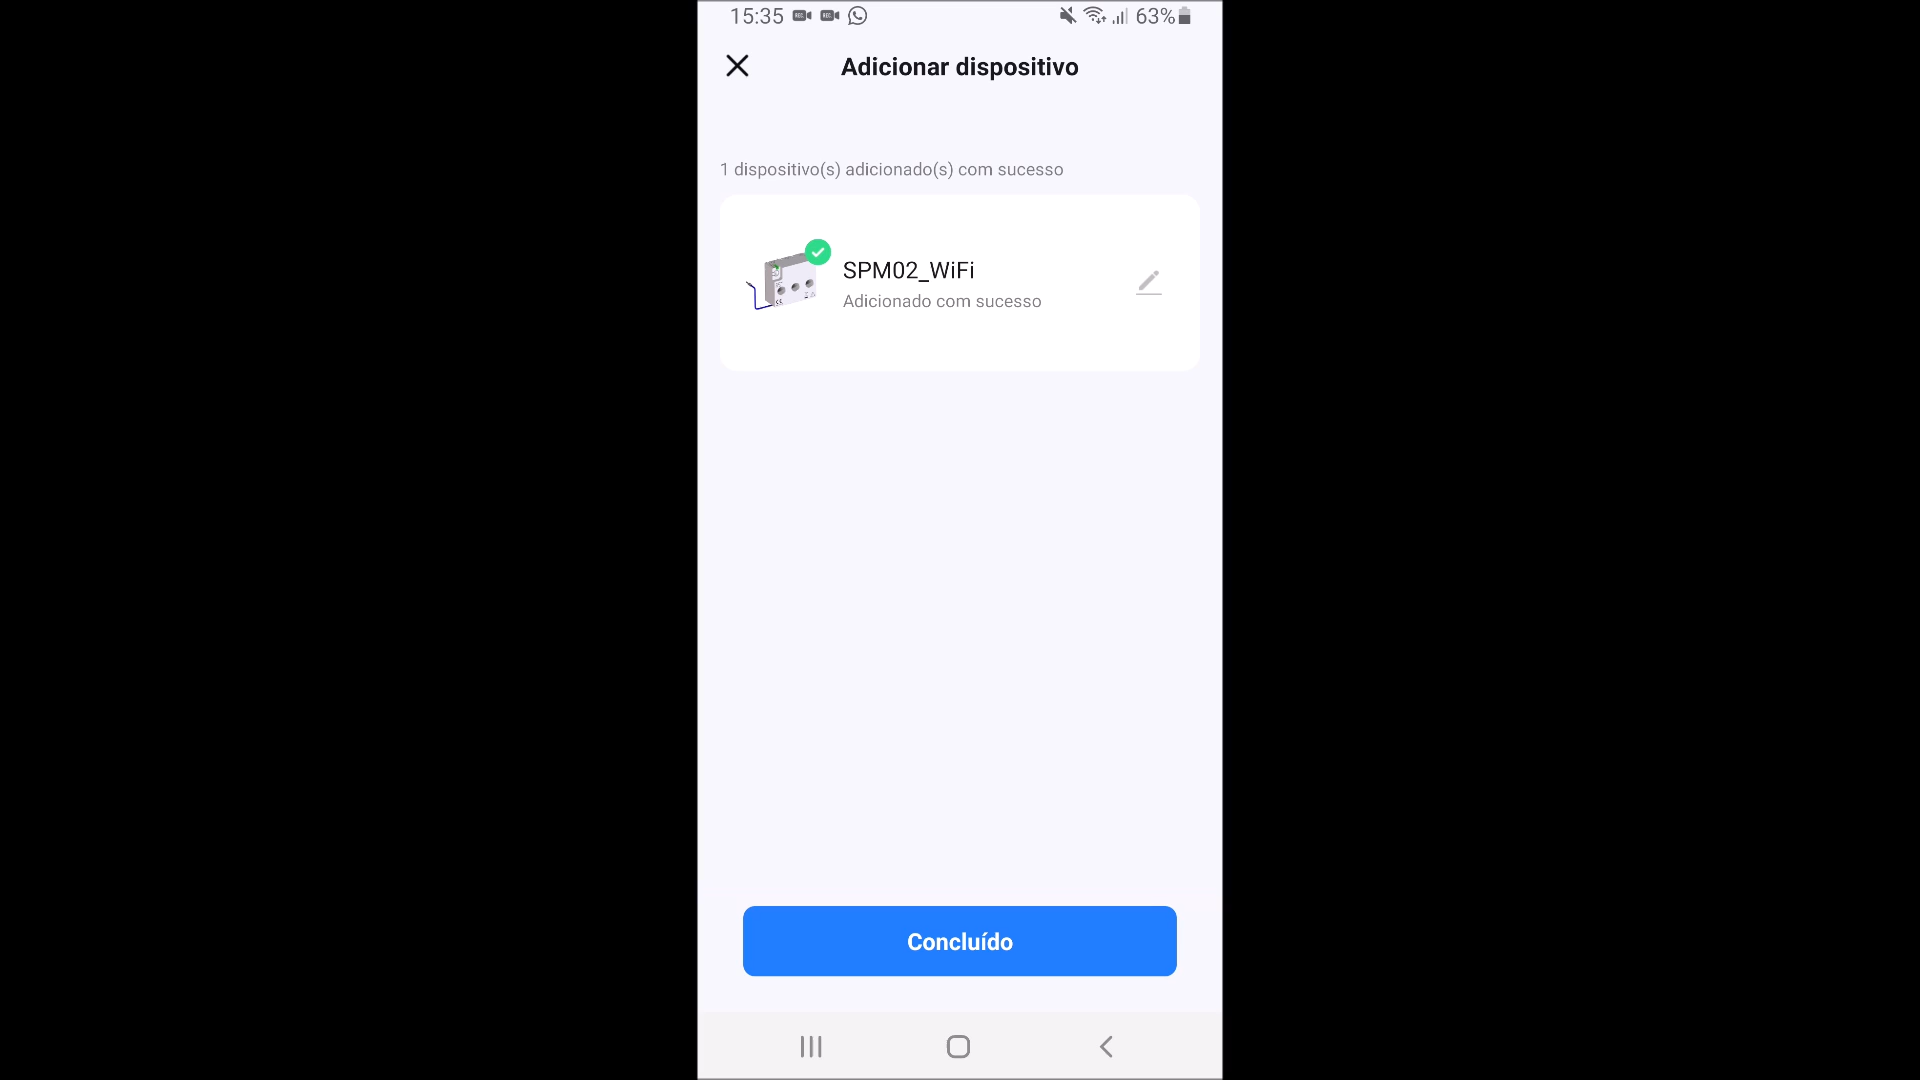 15:35 63%
Adicionar dispositivo
1 dispositivo(s) adicionado(s) com sucesso
SPM02_WiFi
Adicionado com sucesso
Concluído